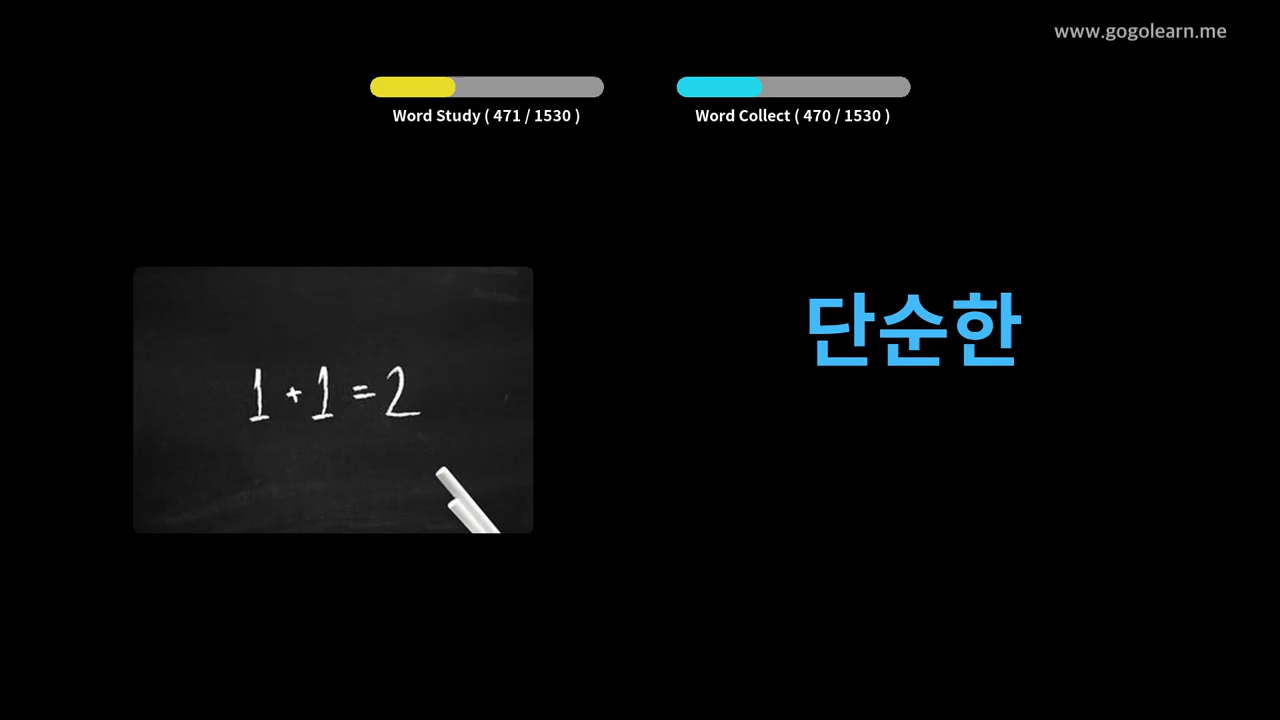 www.gogolearn.me
Word Study ( 471 / 1530 )
Word Collect ( 470 / 1530 )
1 + 1 = 2
단순한